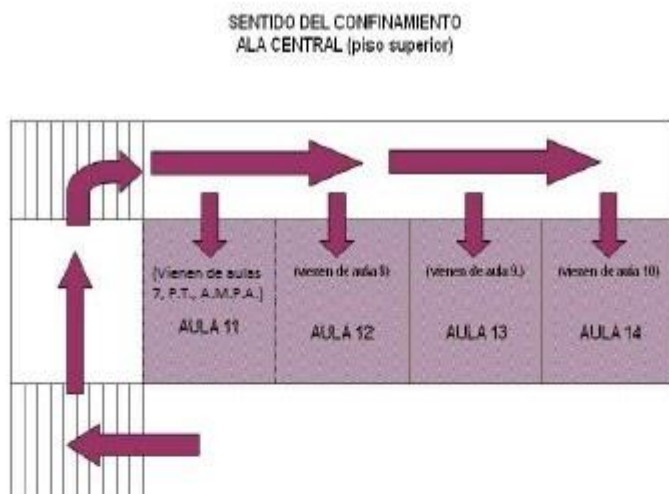 SENTIDO DEL CONFINAMIENTO
ALA CENTRAL (piso superior)
(Vienen de aulas
7, P.T., A.M.P.A.)
AULA 11
(vienen de aula 8)
AULA 12
(vienen de aula 9.)
AULA 13
(vienen de aula 10)
AULA 14